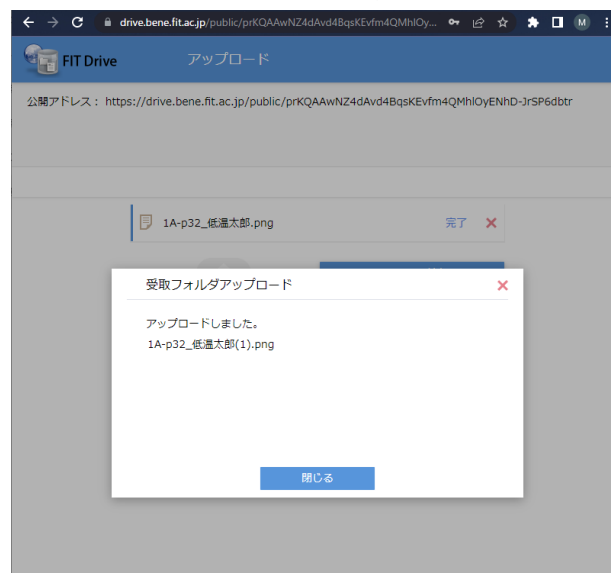 drive.bene.fit.ac.jp/public/prKQAAwNZ4dAvd4BqsKEvfm4QMhIOy...
M
FIT Drive
アップロード
公開アドレス： https://drive.bene.fit.ac.jp/public/prKQAAwNZ4dAvd4BqsKEvfm4QMhlOyENhD-JrSP6dbtr
1A-p32_低温太郎.png
完了
受取フォルダアップロード
アップロードしました。
1A-p32_低温太郎(1).png
閉じる